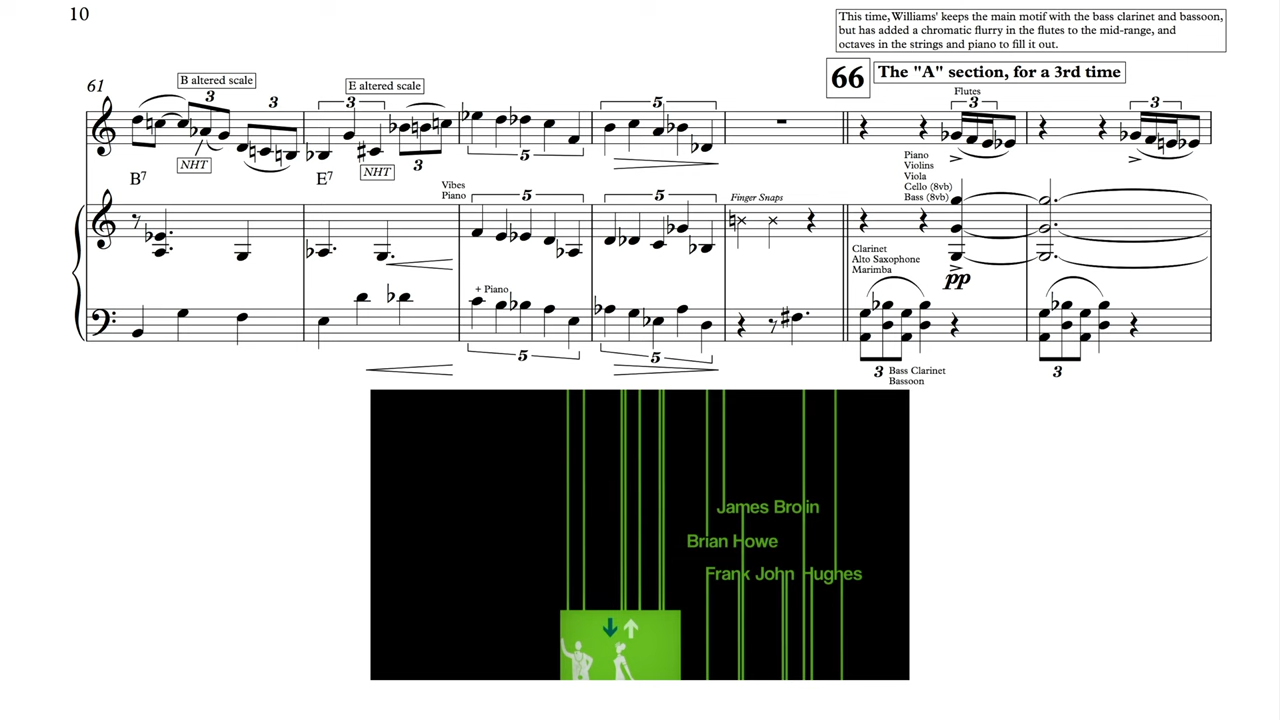 10
This time, Williams' keeps the main motif with the bass clarinet and bassoon,
but has added a chromatic flurry in the flutes to the mid-range, and
octaves in the strings and piano to fill it out.
66
The "A" section, for a 3rd time
61
B altered scale
E altered scale
Flutes
3
3
3
3
5
5
3
3
NHT
NHT
B7
E7
Vibes
Piano
5
5
Finger Snaps
Piano
Violins
Viola
Cello (8vb)
Bass (8vb)
Clarinet
Alto Saxophone
Marimba
pp
+ Piano
5
5
3
Bass Clarinet
Bassoon
3
James Brolin
Brian Howe
Frank John Hughes